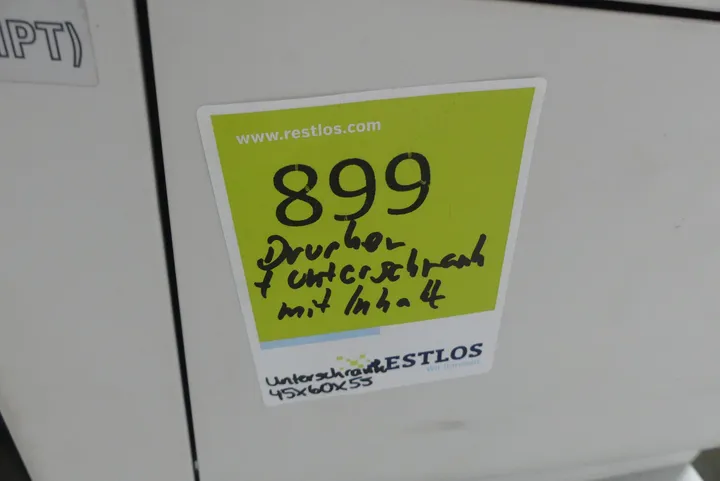 IPT)
www.restlos.com
899
Drucker
+ Unterschrank
mit Inhalt
RESTLOS
Unterschrank
45x60x55